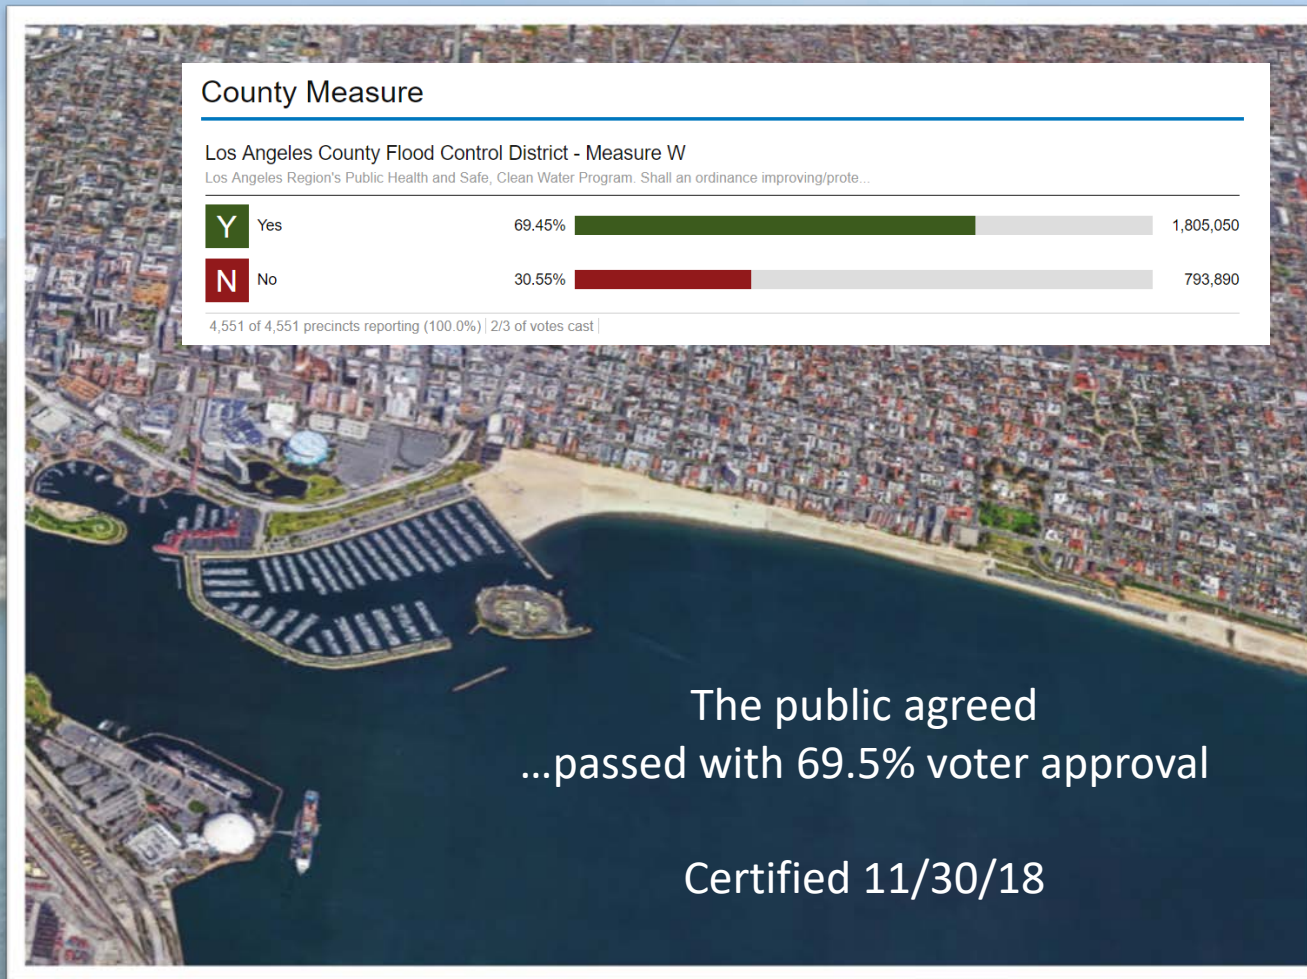 County Measure
Los Angeles County Flood Control District - Measure W
Los Angeles Region's Public Health and Safe, Clean Water Program. Shall an ordinance improving/prote...
Y Yes 69.45% 1,805,050
N No 30.55% 793,890
4,551 of 4,551 precincts reporting (100.0%) | 2/3 of votes cast |
The public agreed
...passed with 69.5% voter approval
Certified 11/30/18